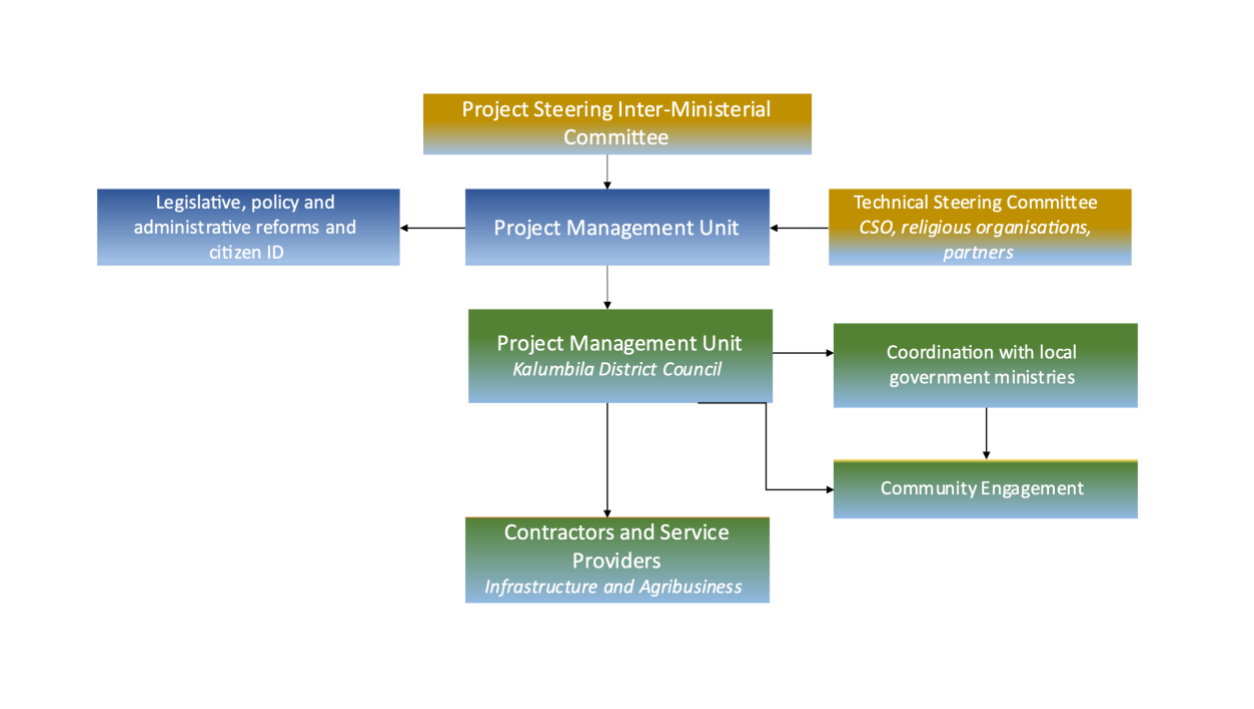 Project Steering Inter-Ministerial
Committee
Legislative, policy and
administrative reforms and
citizen ID
Project Management Unit
Technical Steering Committee
CSO, religious organisations,
partners
Project Management Unit
Kalumbila District Council
Coordination with local
government ministries
Community Engagement
Contractors and Service
Providers
Infrastructure and Agribusiness